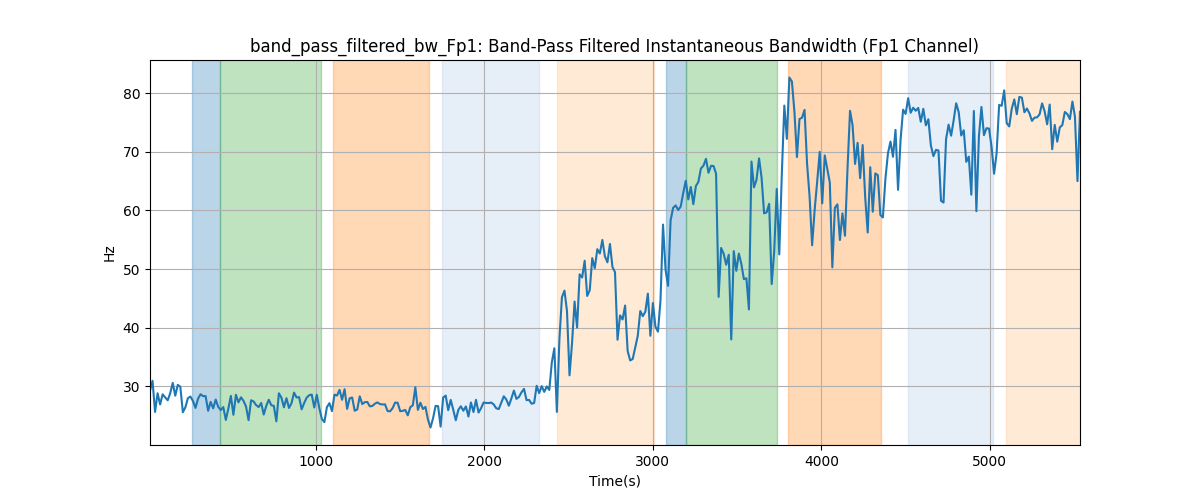 band_pass_filtered_bw_Fp1: Band-Pass Filtered Instantaneous Bandwidth (Fp1 Channel)
80
70
60
50
40
30
Hz
1000 2000 3000 4000 5000
Time(s)